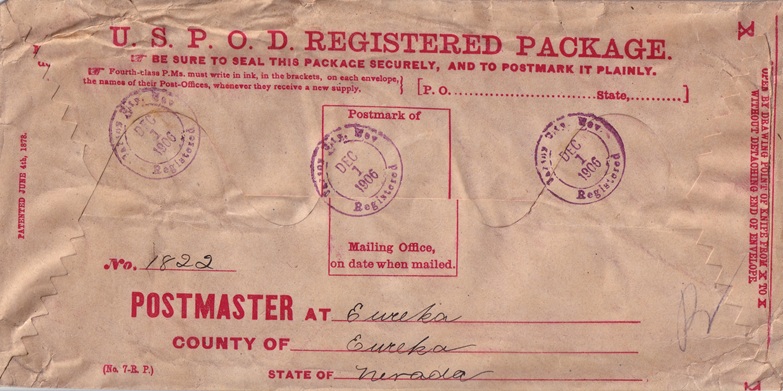 U. S. P. O. D. REGISTERED PACKAGE.
☞ BE SURE TO SEAL THIS PACKAGE SECURELY, AND TO POSTMARK IT PLAINLY.
☞ Fourth-class P.Ms. must write in ink, in the brackets, on each envelope,
the names of their Post-Offices, whenever they receive a new supply.
[P. O. State, ]
Postmark of
Nev.
DEC
1
1906
Registered
Nev
DEC
1
1906
Registered
Nev.
DEC
1
1906
Registered
Mailing Office,
on date when mailed.
No. 1822
POSTMASTER AT Eureka
COUNTY OF Eureka
STATE OF Nevada
(No. 7-R. P.)
PATENTED JUNE 4th, 1878.
BY DRAWING POINT OF KNIFE FROM X TO X
WITHOUT DETACHING END OF ENVELOPE
X